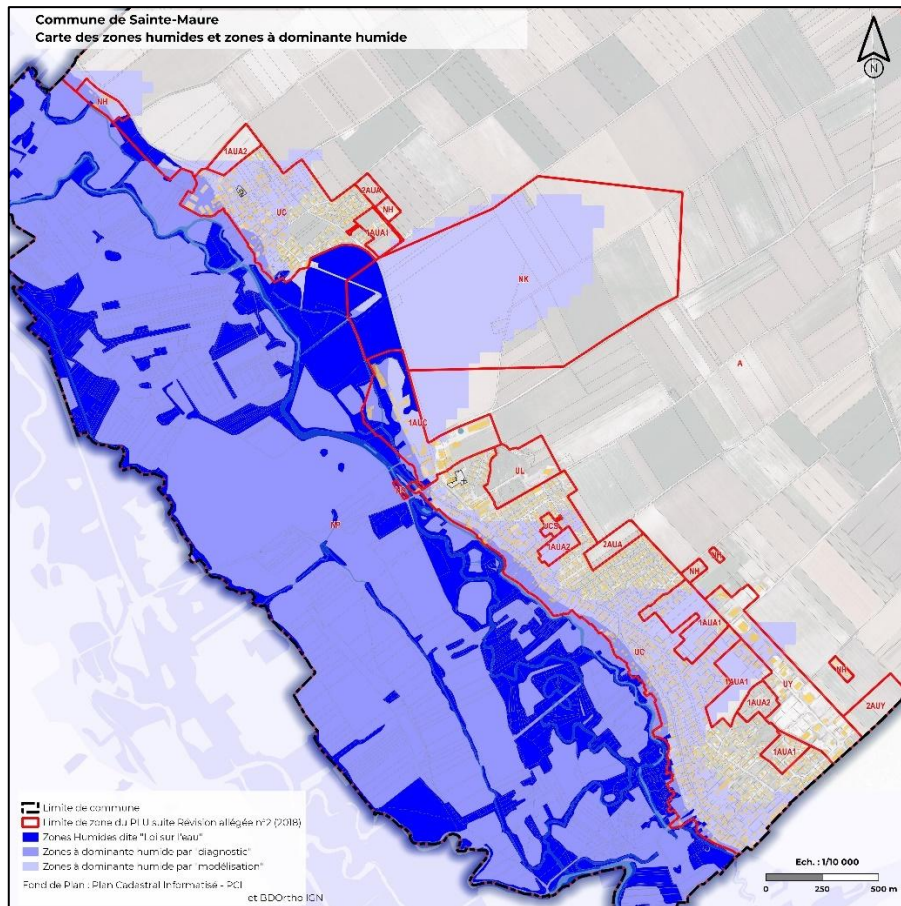 Commune de Sainte-Maure
Carte des zones humides et zones à dominante humide
N
NH
1AUA2
2AUA
NH
UC
1AUA1
NK
A
1AUC
UL
NP
UCS
1AUA2
2AUA
NH
NH
1AUA1
UC
1AUA1
UY
NH
1AUA2
2AUY
1AUA1
Limite de commune
Limite de zone du PLU suite Révision allégée n°2 (2018)
Zones Humides dite "Loi sur l'eau"
Zones à dominante humide par "diagnostic"
Zones à dominante humide par "modélisation"
Fond de Plan : Plan Cadastral Informatisé - PCI
et BDOrtho IGN
Ech. : 1/10 000
0 250 500 m